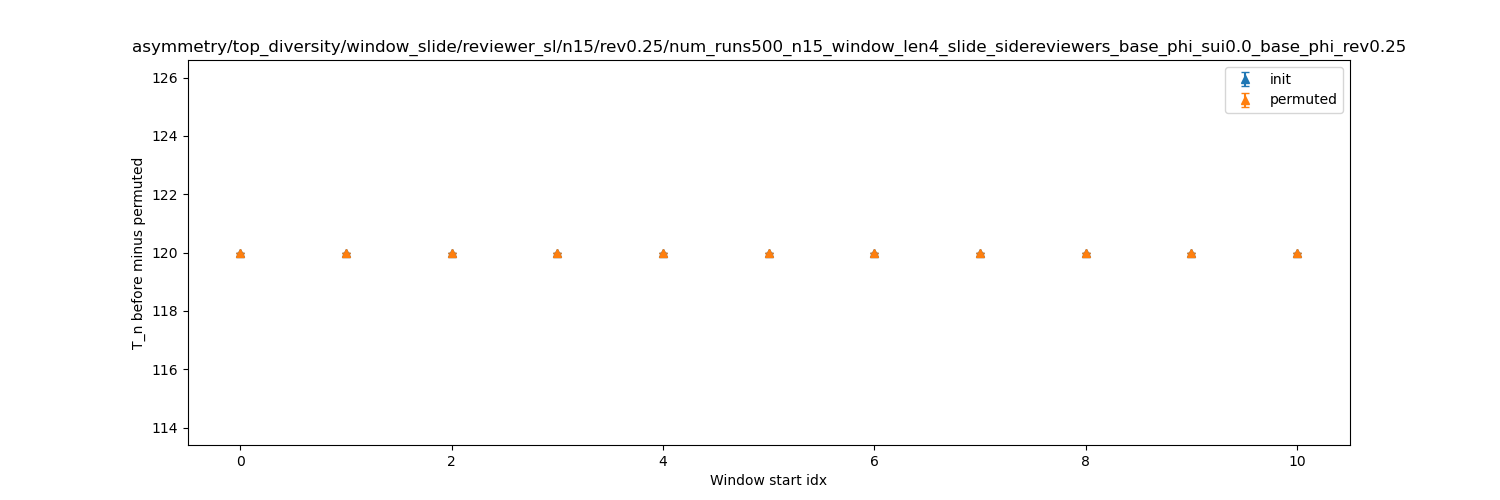 asymmetry/top_diversity/window_slide/reviewer_sl/n15/rev0.25/num_runs500_n15_window_len4_slide_sidereviewers_base_phi_sui0.0_base_phi_rev0.25
init
permuted
T_n before minus permuted
126
124
122
120
118
116
114
0 2 4 6 8 10
Window start idx